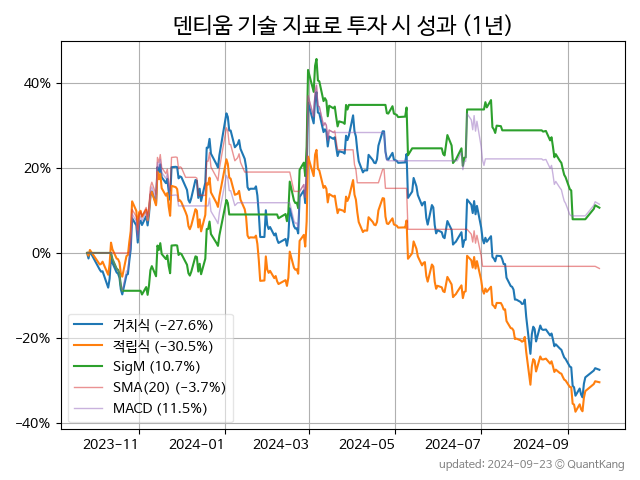 덴티움 기술 지표로 투자 시 성과 (1년)
40%
20%
0%
−20%
−40%
거치식 (−27.6%)
적립식 (−30.5%)
SigM (10.7%)
SMA(20) (−3.7%)
MACD (11.5%)
2023−11 2024−01 2024−03 2024−05 2024−07 2024−09
updated: 2024−09−23 @ QuantKang